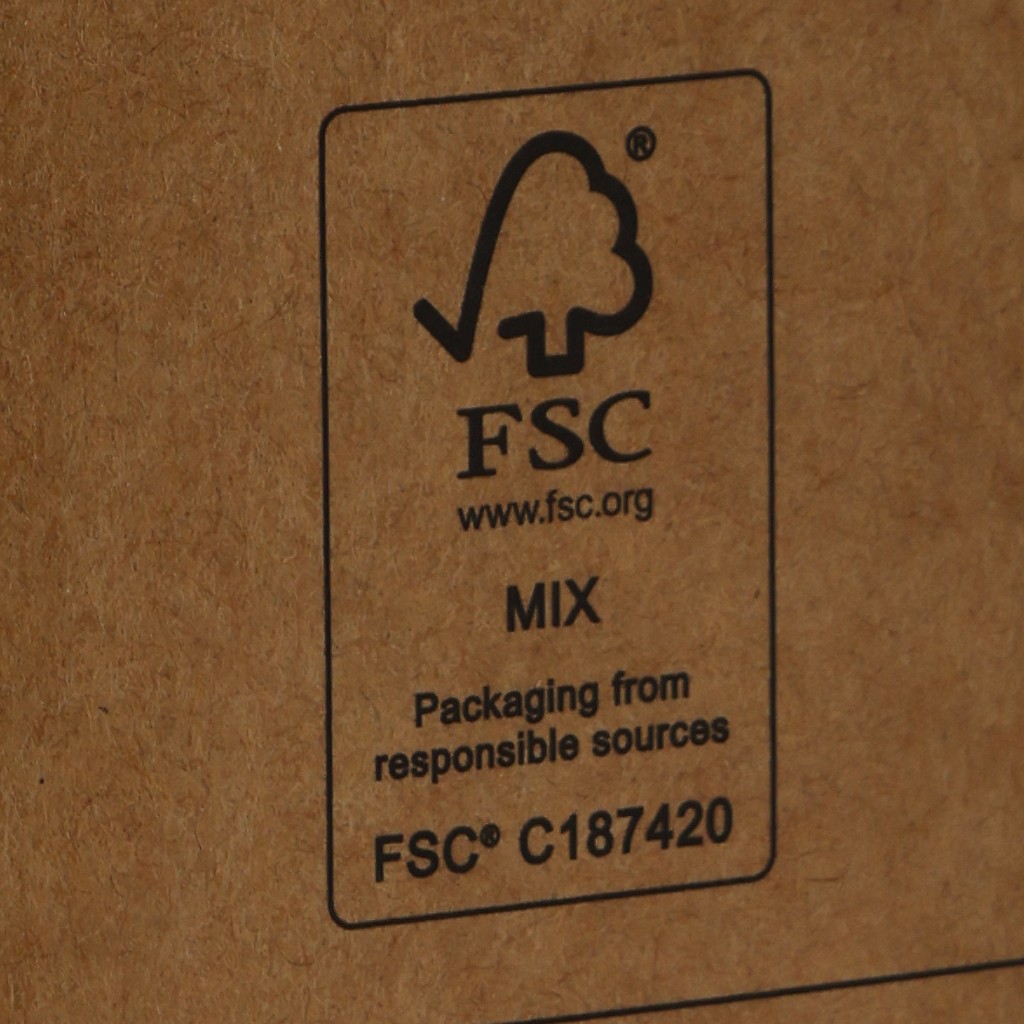 ®
FSC
www.fsc.org
MIX
Packaging from
responsible sources
FSC® C187420